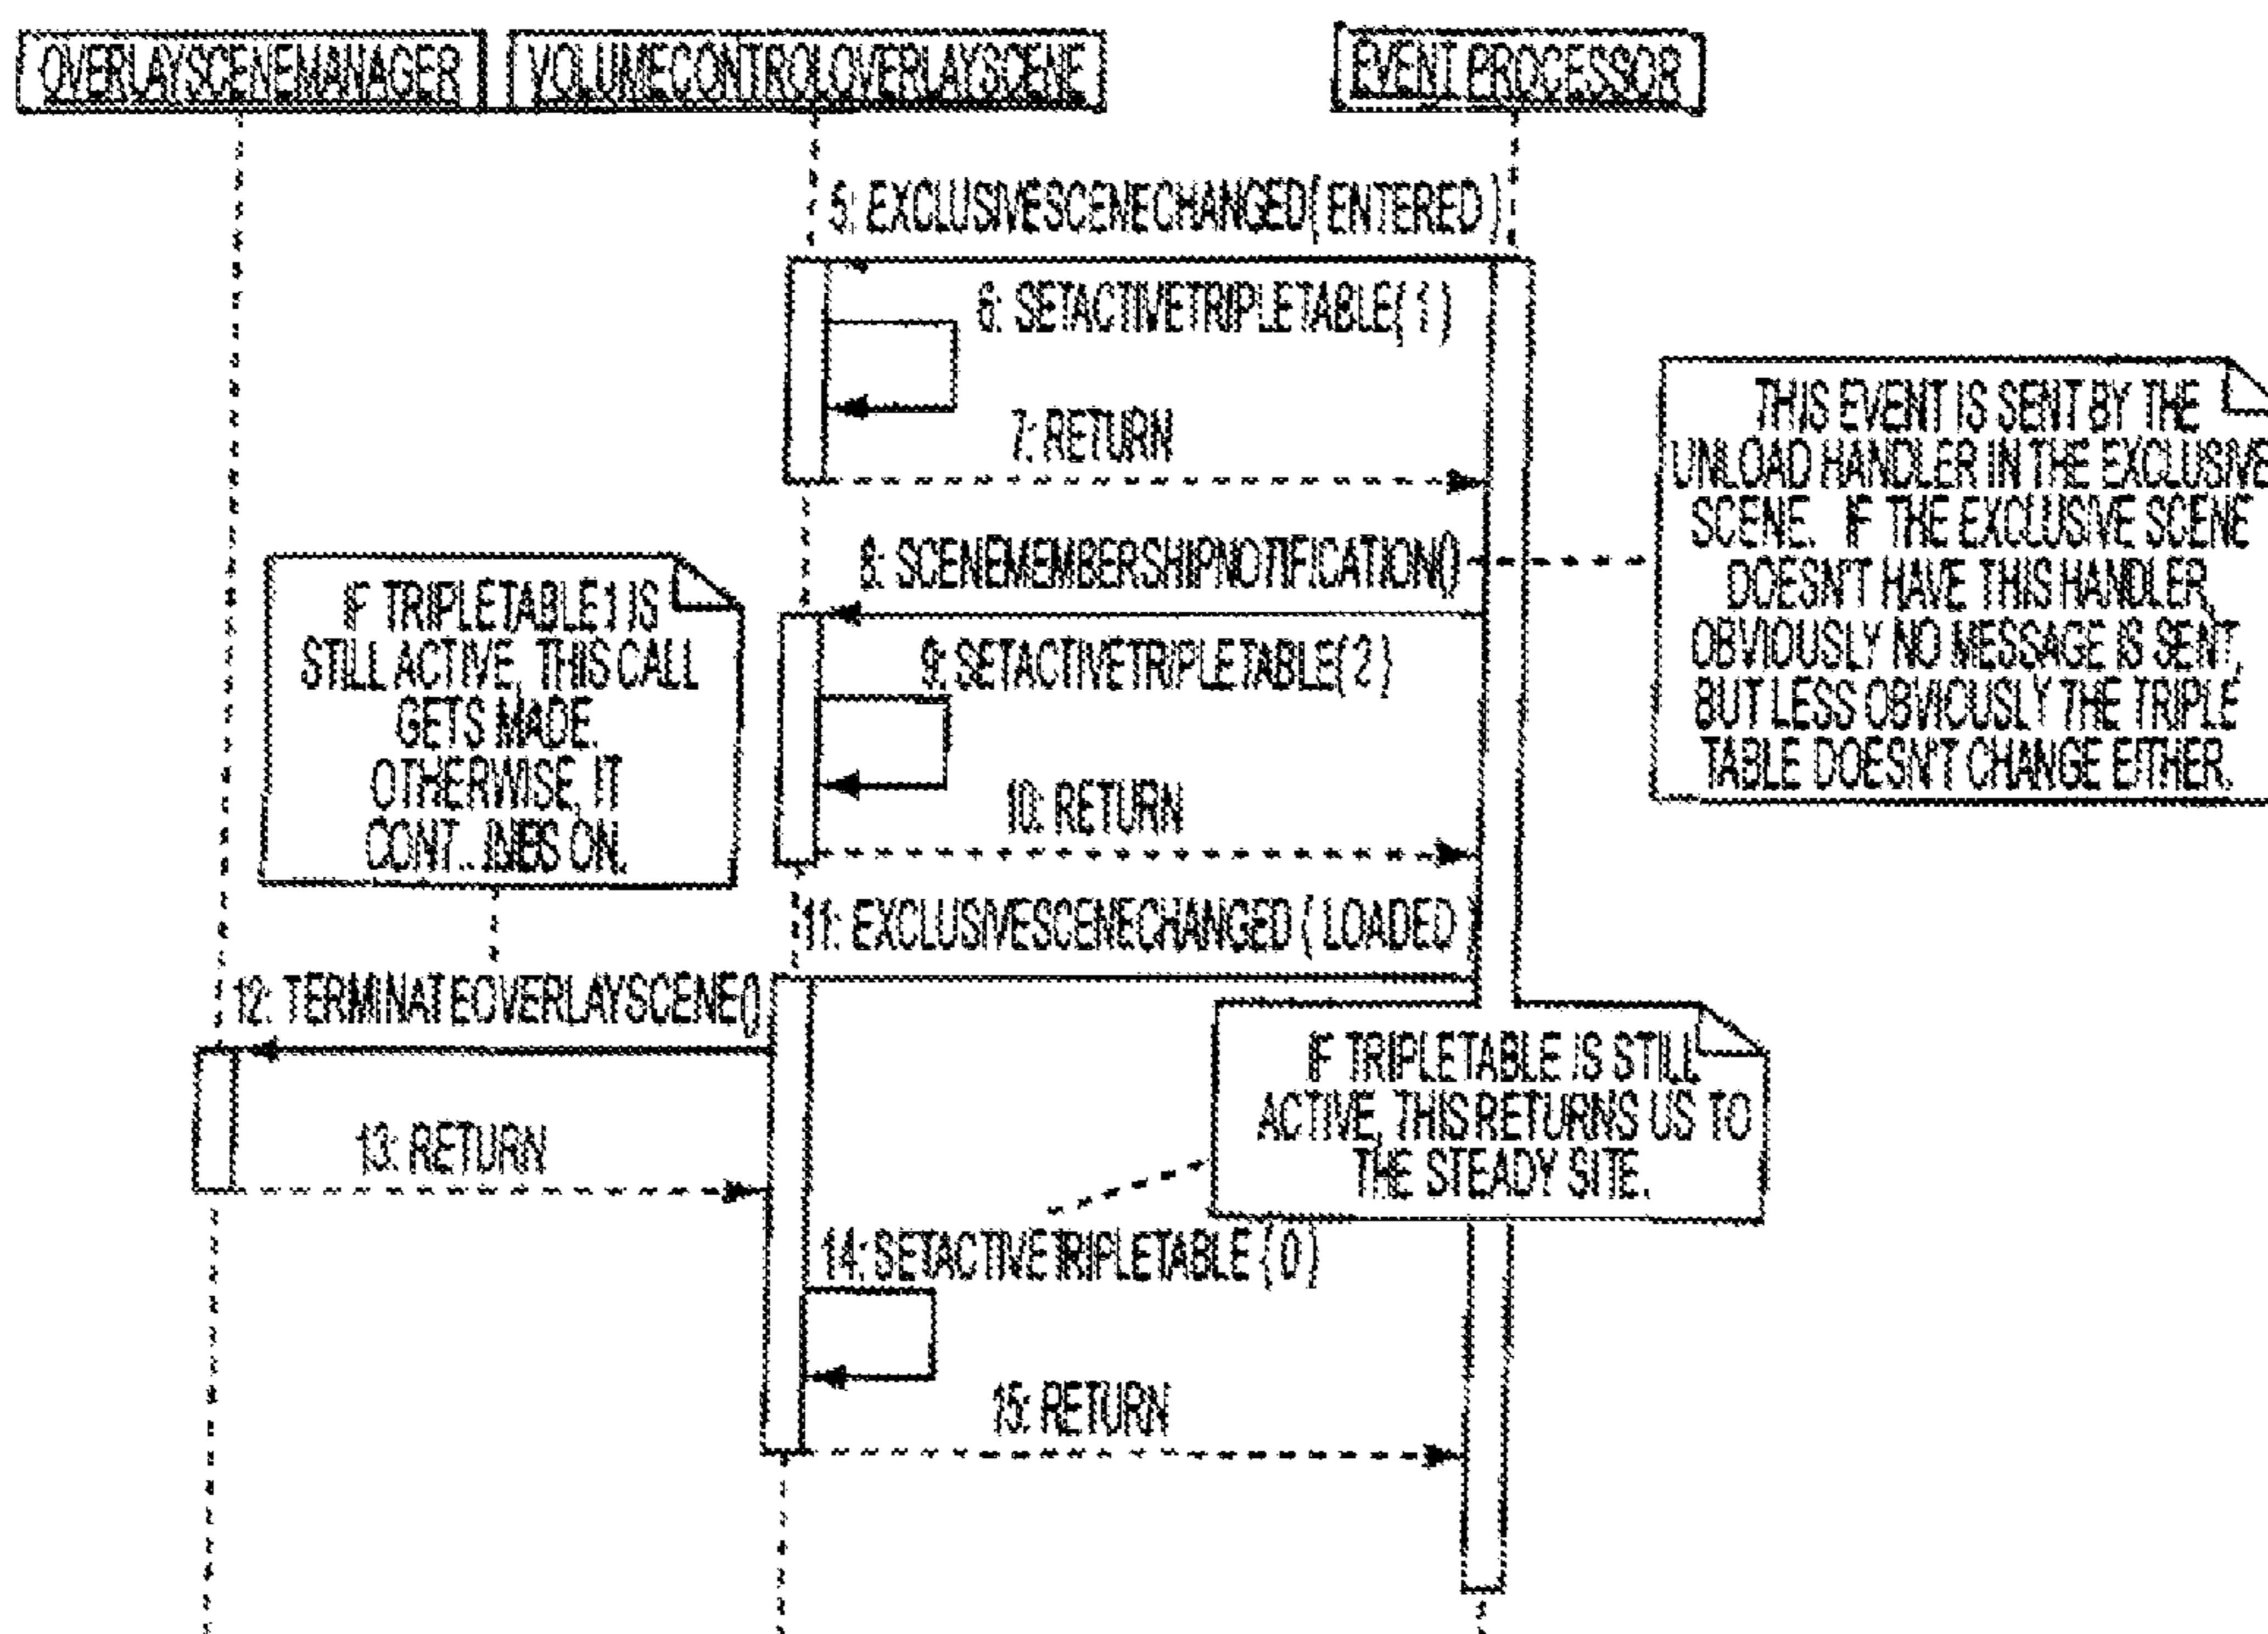 OVERLAYSCENEMANAGER
VOLUMECONTROLOVERLAYSCENE
EVENT PROCESSOR
5: EXCLUSIVESCENECHANGED( ENTERED )
6: SETACTIVETRIPLETABLE( 1 )
7: RETURN
THIS EVENT IS SENT BY THE
UNLOAD HANDLER IN THE EXCLUSIVE
SCENE. IF THE EXCLUSIVE SCENE
DOESN'T HAVE THIS HANDLER,
OBVIOUSLY NO MESSAGE IS SENT,
BUT LESS OBVIOUSLY THE TRIPLE
TABLE DOESN'T CHANGE EITHER.
8: SCENEMEMBERSHIPNOTIFICATION()
IF TRIPLETABLE1 IS
STILL ACTIVE, THIS CALL
GETS MADE.
OTHERWISE, IT
ON.
9: SETACTIVETRIPLETABLE( 2 )
10: RETURN
11: EXCLUSIVESCENECHANGED ( LOADED )
12: TERMINATEOVERLAYSCENE()
13: RETURN
IF TRIPLETABLE IS STILL
ACTIVE, THIS RETURNS US TO
THE STEADY SITE.
14: SETACTIVETRIPLETABLE ( 0 )
15: RETURN